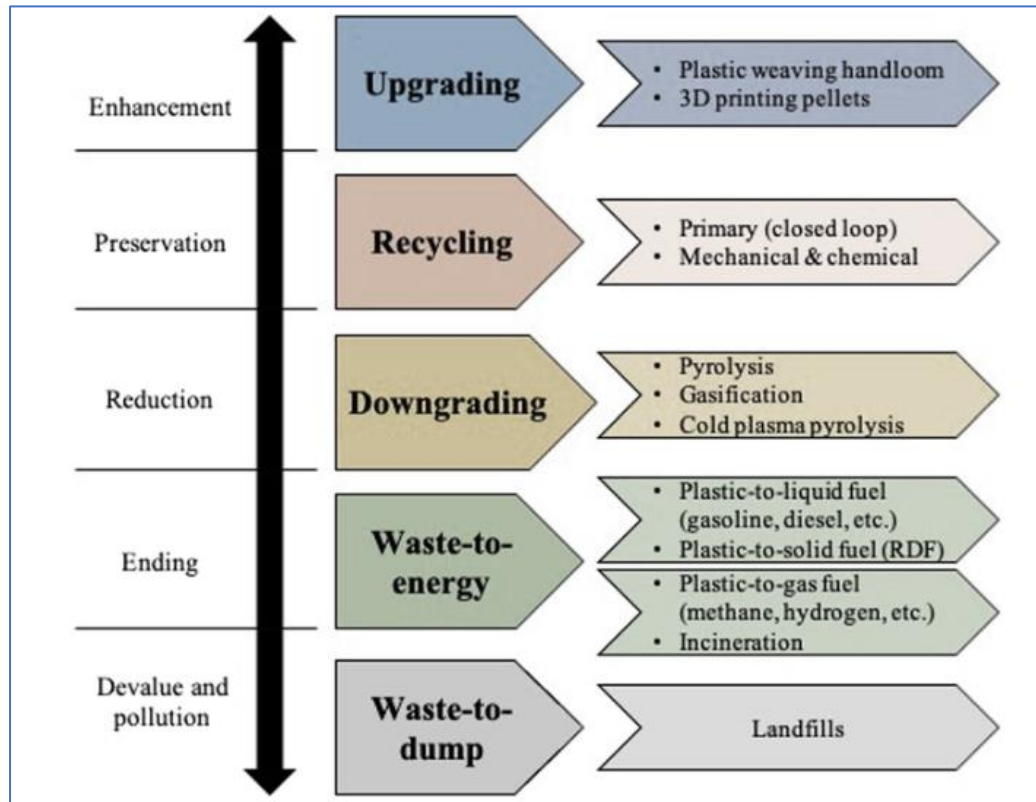 Enhancement
Upgrading
• Plastic weaving handloom
• 3D printing pellets
Preservation
Recycling
• Primary (closed loop)
• Mechanical & chemical
Reduction
Downgrading
• Pyrolysis
• Gasification
• Cold plasma pyrolysis
Ending
Waste-to-
energy
• Plastic-to-liquid fuel
(gasoline, diesel, etc.)
• Plastic-to-solid fuel (RDF)
• Plastic-to-gas fuel
(methane, hydrogen, etc.)
• Incineration
Devalue and
pollution
Waste-to-
dump
Landfills